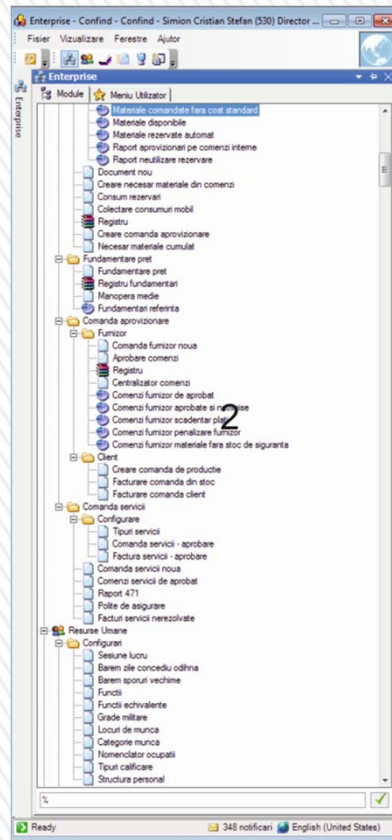 Enterprise - Confind - Confind - Simion Cristian Stefan (530) Director ...
Fisier Vizualizare Ferestre Ajutor
Enterprise
Enterprise
Module Meniu Utilizator
Materiale comandate fara cost standard
Materiale disponibile
Materiale rezervate automat
Raport aprovizionari pe comenzi interne
Raport neutilizare rezervare
Document nou
Creare necesar materiale din comenzi
Consum rezervari
Colectare consumuri mobil
Registru
Creare comanda aprovizionare
Necesar materiale cumulat
Fundamentare pret
Fundamentare pret
Registru fundamentari
Manopera medie
Fundamentari referinta
Comanda aprovizionare
Furnizor
Comanda furnizor noua
Aprobare comenzi
Registru
Centralizator comenzi
Comenzi furnizor de aprobat
Comenzi furnizor aprobate si
Comenzi furnizor scadentar
2
Comenzi furnizor penalizare furnizor
Comenzi furnizor materiale fara stoc de siguranta
Client
Creare comanda de productie
Facturare comanda din stoc
Facturare comanda client
Comanda servicii
Configurare
Tipuri servicii
Comanda servicii - aprobare
Factura servicii - aprobare
Comanda servicii noua
Comenzi servicii de aprobat
Raport 471
Polite de asigurare
Facturi servicii nerezolvate
Resurse Umane
Configurari
Sesiune lucru
Barem zile concediu odihna
Barem sporuri vechime
Functii
Functii echivalente
Grade militare
Locuri de munca
Categorie munca
Nomenclator ocupatii
Tipuri calificare
Structura personal
%
Ready 348 notificari English (United States)